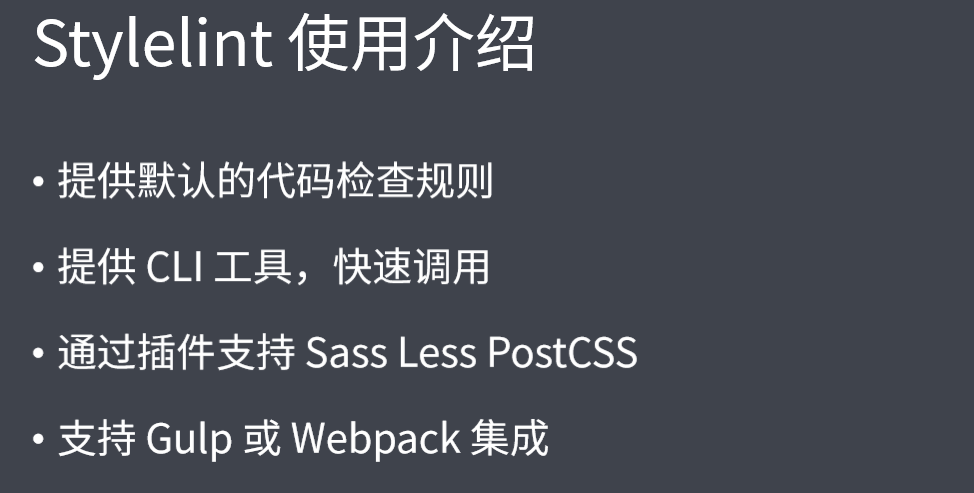 Stylelint 使用介绍
• 提供默认的代码检查规则
• 提供 CLI 工具，快速调用
• 通过插件支持 Sass Less PostCSS
• 支持 Gulp 或 Webpack 集成